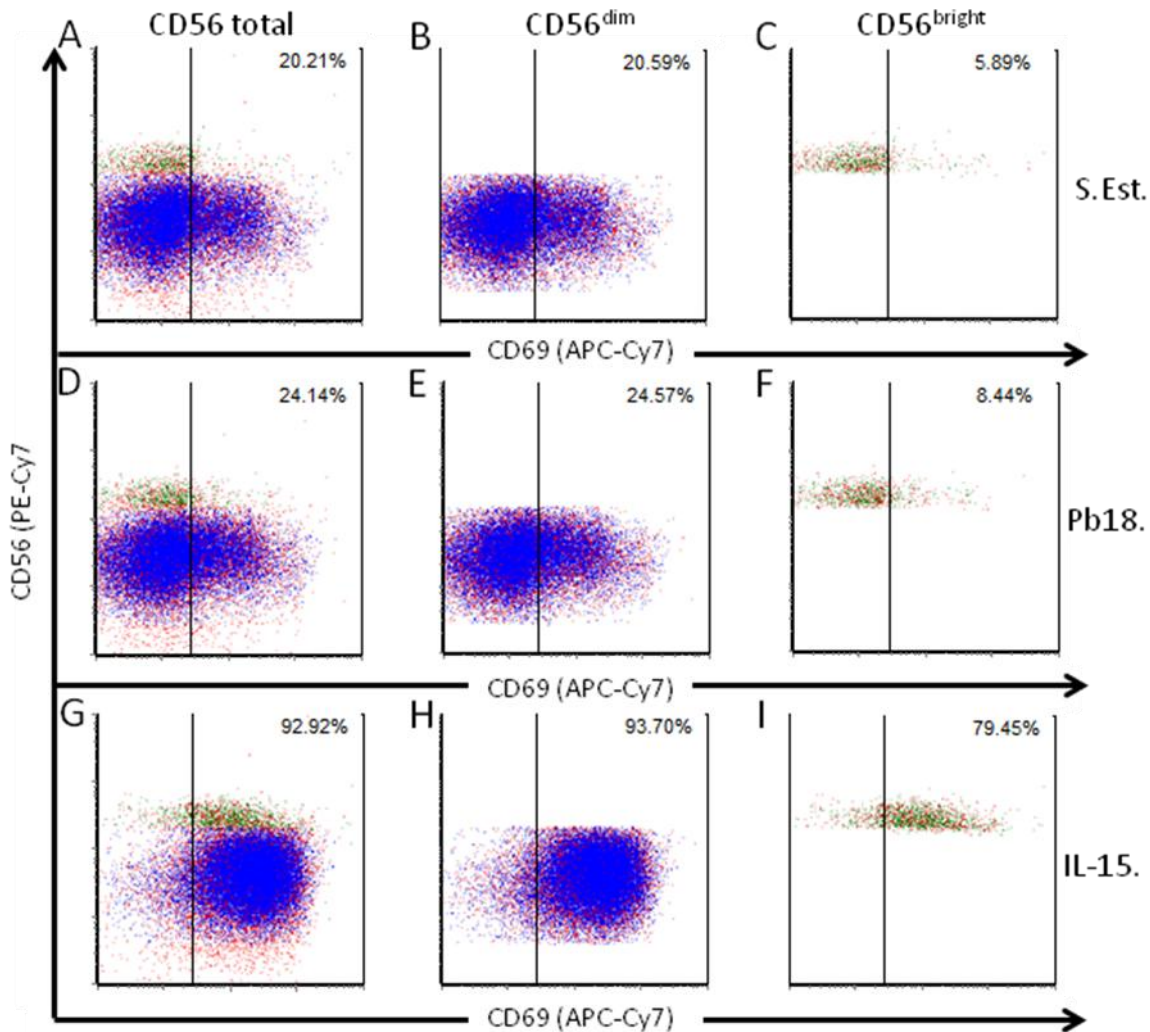 CD56 total
CD56dim
CD56bright
A
20.21%
B
20.59%
C
5.89%
S.Est.
CD69 (APC-Cy7)
D
24.14%
E
24.57%
F
8.44%
Pb18.
CD56 (PE-Cy7
CD69 (APC-Cy7)
G
92.92%
H
93.70%
I
79.45%
IL-15.
CD69 (APC-Cy7)